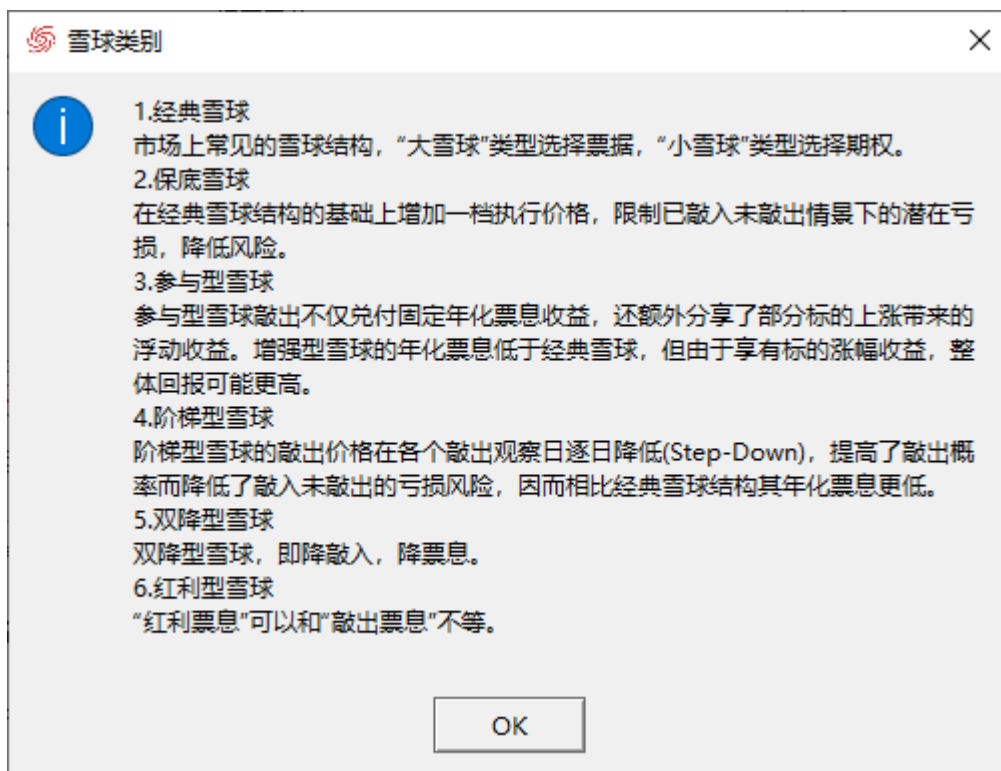 雪球类别
1.经典雪球
市场上常见的雪球结构，“大雪球”类型选择票据，“小雪球”类型选择期权。
2.保底雪球
在经典雪球结构的基础上增加一档执行价格，限制已敲入未敲出情景下的潜在亏
损，降低风险。
3.参与型雪球
参与型雪球敲出不仅兑付固定年化票息收益，还额外分享了部分标的上涨带来的
浮动收益。增强型雪球的年化票息低于经典雪球，但由于享有标的涨幅收益，整
体回报可能更高。
4.阶梯型雪球
阶梯型雪球的敲出价格在各个敲出观察日逐日降低(Step-Down)，提高了敲出概
率而降低了敲入未敲出的亏损风险，因而相比经典雪球结构其年化票息更低。
5.双降型雪球
双降型雪球，即降敲入，降票息。
6.红利型雪球
“红利票息”可以和“敲出票息”不等。
OK